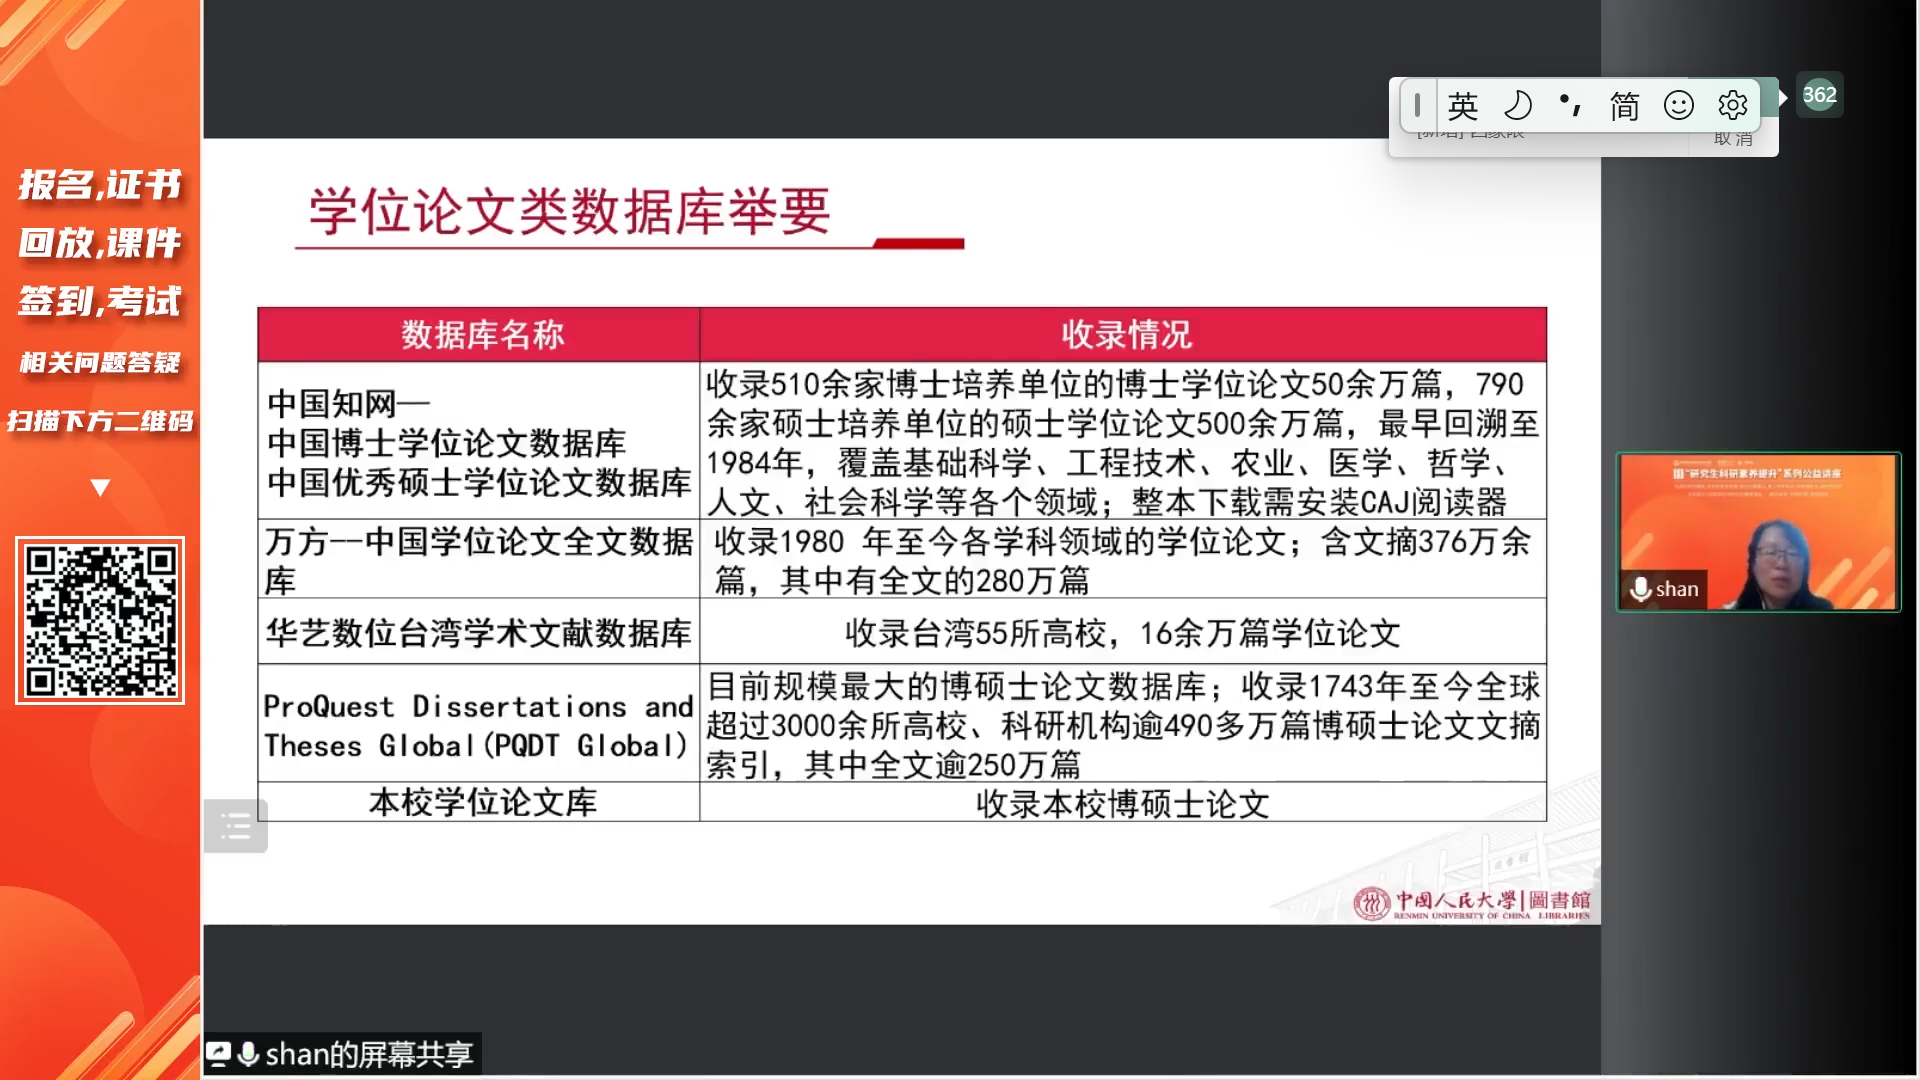 报名,证书
回放,课件
签到,考试
相关问题答疑
扫描下方二维码
英
简
取消
362
学位论文类数据库举要
数据库名称
收录情况
中国知网—
中国博士学位论文数据库
中国优秀硕士学位论文数据库
收录510余家博士培养单位的博士学位论文50余万篇，790
余家硕士培养单位的硕士学位论文500余万篇，最早回溯至
1984年，覆盖基础科学、工程技术、农业、医学、哲学、
人文、社会科学等各个领域；整本下载需安装CAJ阅读器
万方--中国学位论文全文数据
库
收录1980 年至今各学科领域的学位论文；含文摘376万余
篇，其中有全文的280万篇
华艺数位台湾学术文献数据库
收录台湾55所高校，16余万篇学位论文
ProQuest Dissertations and
Theses Global(PQDT Global)
目前规模最大的博硕士论文数据库；收录1743年至今全球
超过3000余所高校、科研机构逾490多万篇博硕士论文文摘
索引，其中全文逾250万篇
本校学位论文库
收录本校博硕士论文
中国人民大学|圖書館
RENMIN UNIVERSITY OF CHINA LIBRARIES
"研究生科研素养提升"系列公益讲座
shan
shan的屏幕共享